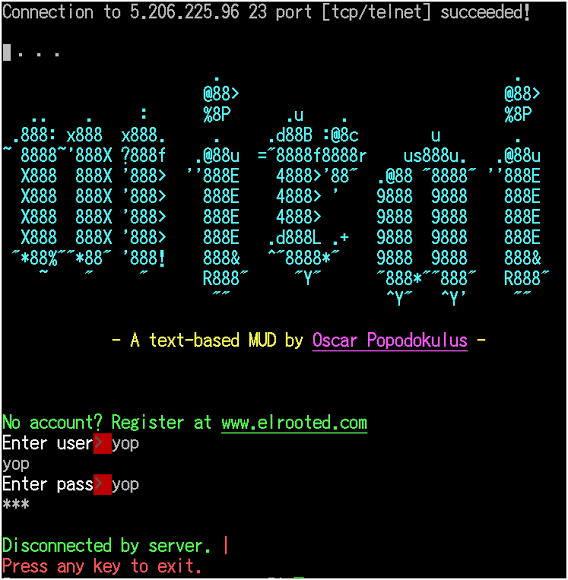 Connection to 5.206.225.96 23 port [tcp/telnet] succeeded!
mirai
- A text-based MUD by Oscar Popodokulus -
No account? Register at www.elrooted.com
Enter user> yop
yop
Enter pass> yop
***
Disconnected by server. |
Press any key to exit.